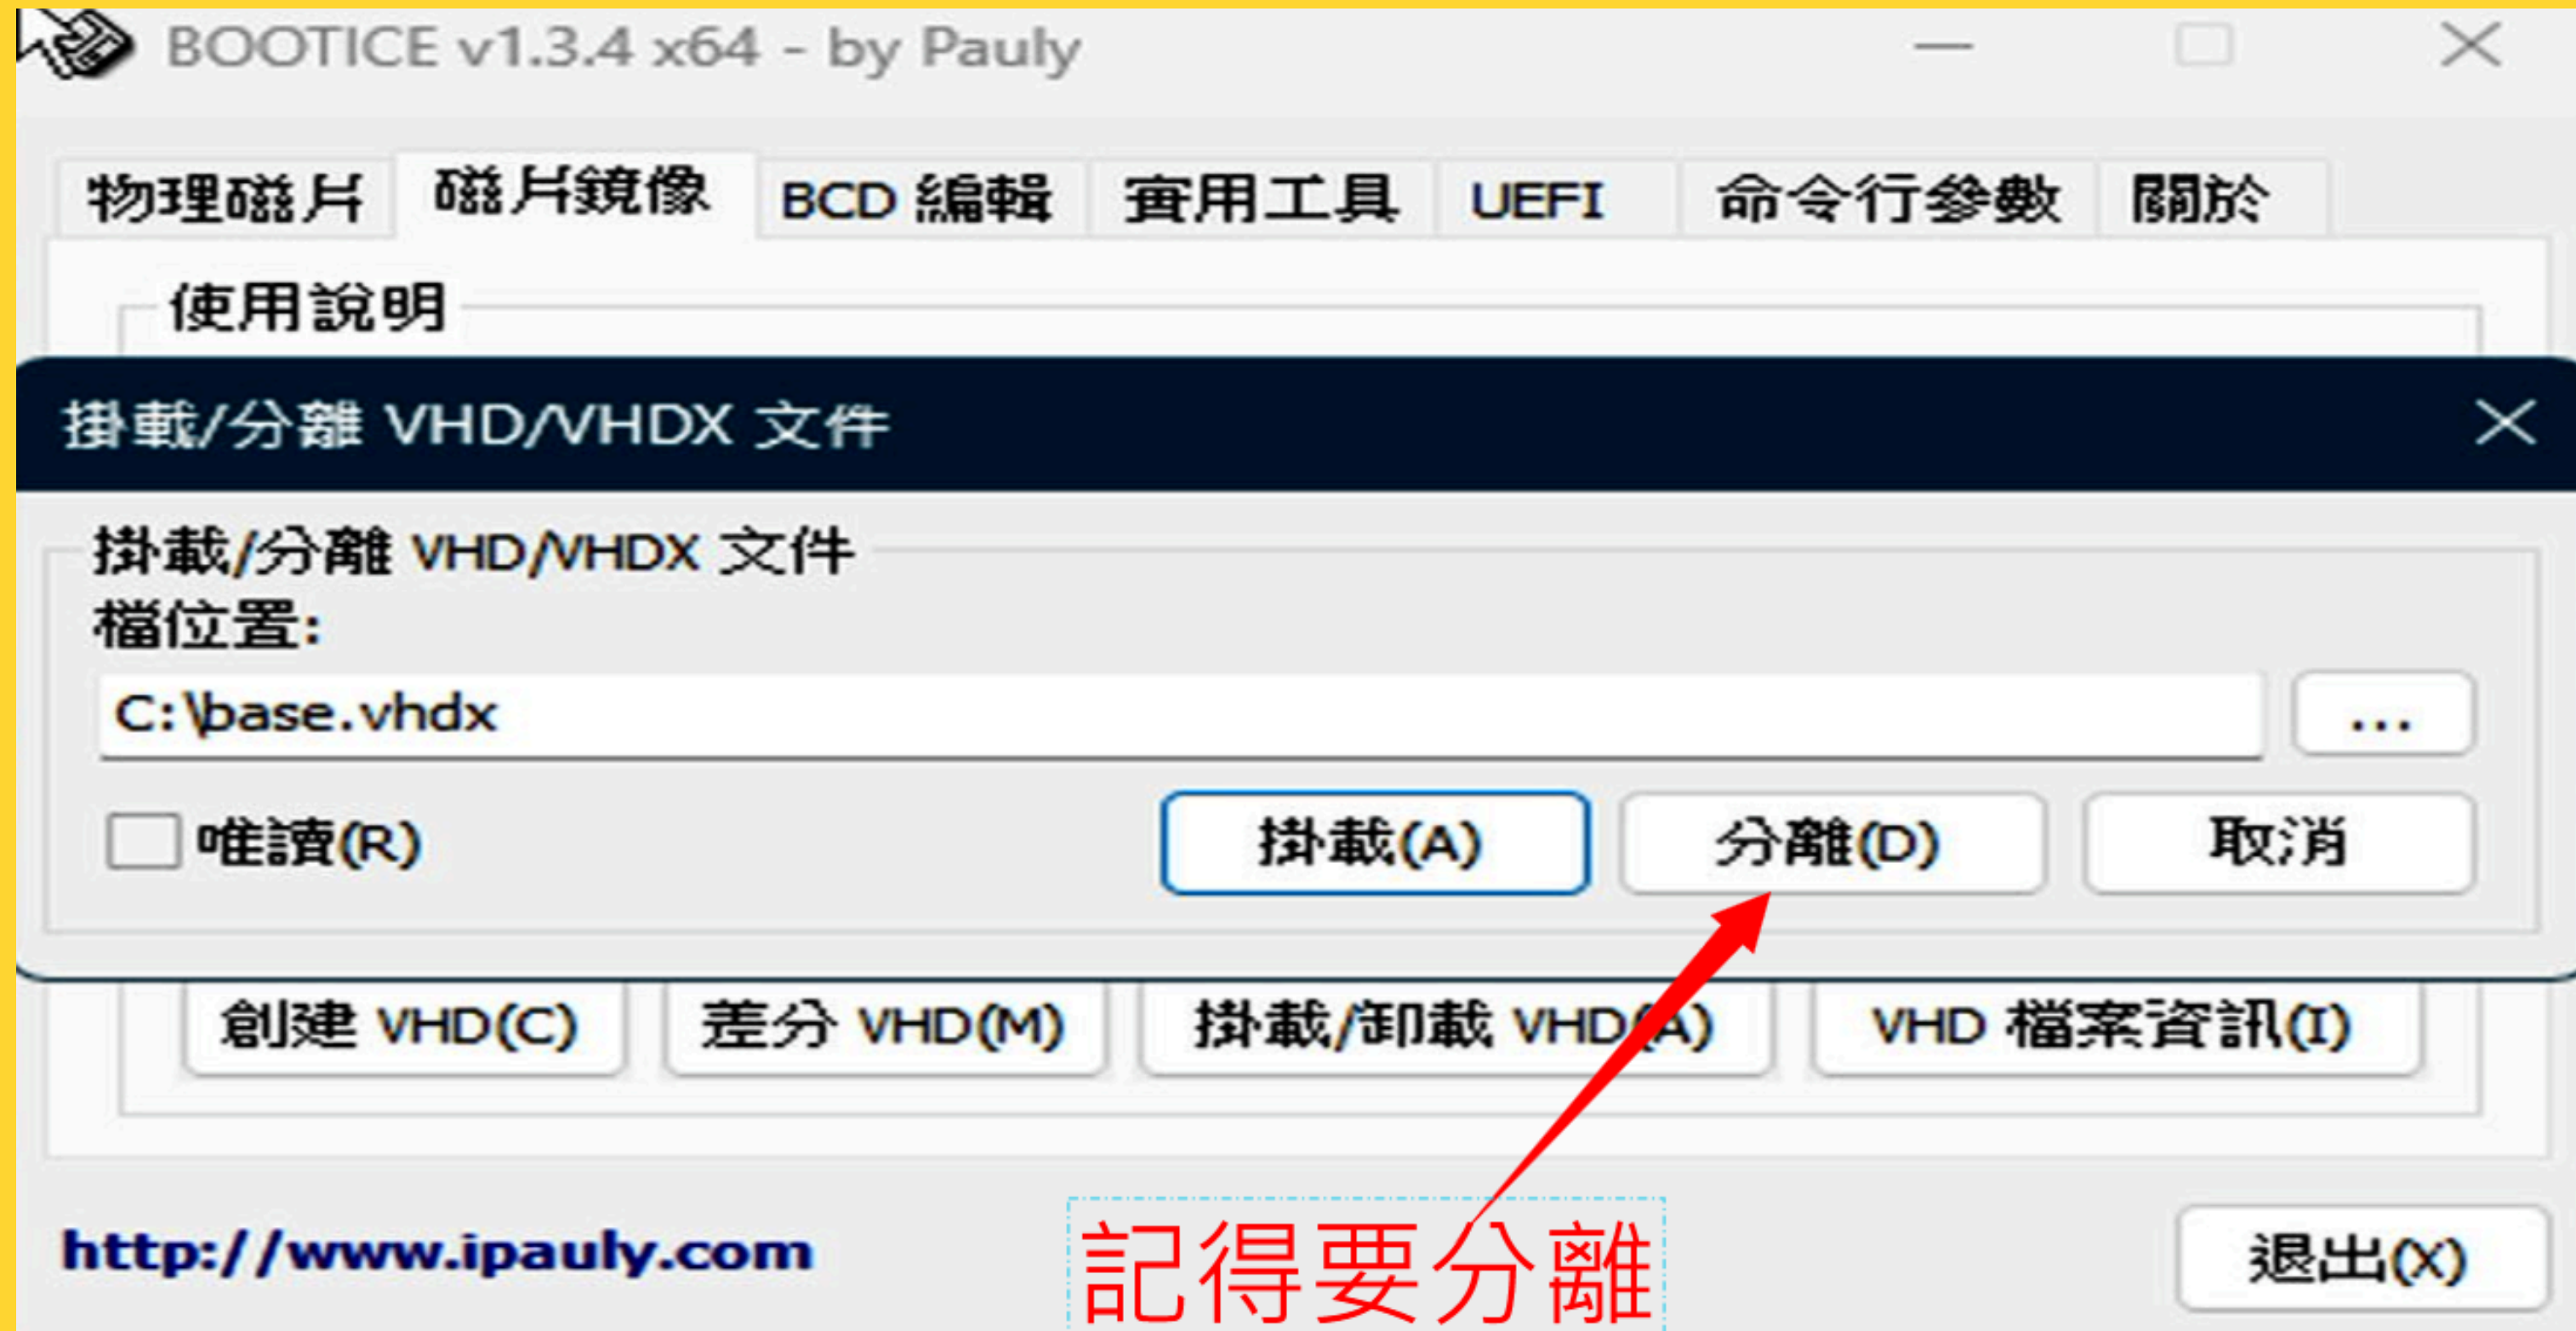 BOOTICE v1.3.4 x64 - by Pauly
物理磁片 磁片鏡像 BCD 編輯 實用工具 UEFI 命令行參數 關於
使用說明
掛載/分離 VHD/VHDX 文件
掛載/分離 VHD/VHDX 文件
檔位置:
C:\base.vhdx ...
唯讀(R) 掛載(A) 分離(D) 取消
創建 VHD(C) 差分 VHD(M) 掛載/卸載 VHD(A) VHD 檔案資訊(I)
http://www.ipauly.com 記得要分離 退出(X)